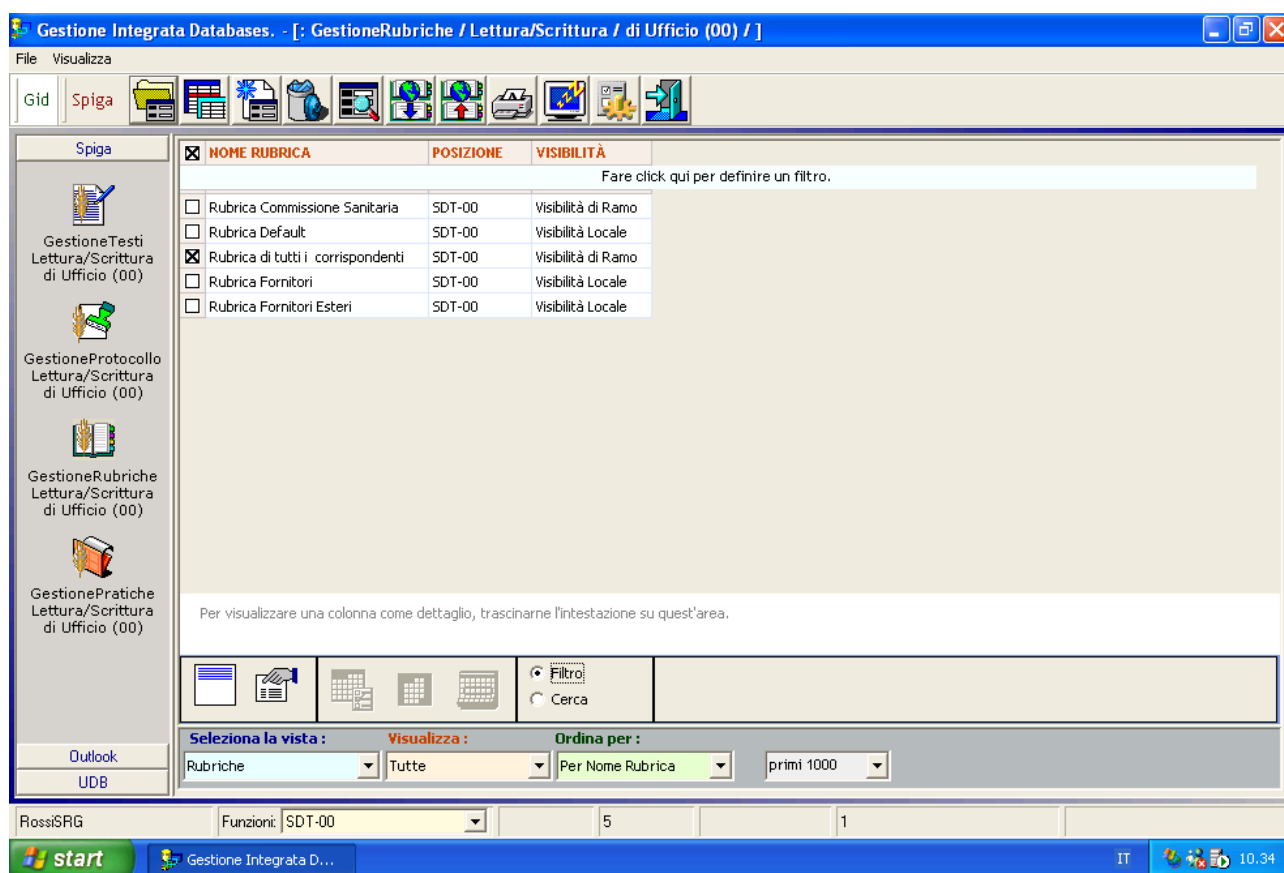 Gestione Integrata Databases. - [: GestioneRubriche / Lettura/Scrittura / di Ufficio (00) / ]
File Visualizza
Gid Spiga
Spiga
GestioneTesti
Lettura/Scrittura
di Ufficio (00)
GestioneProtocollo
Lettura/Scrittura
di Ufficio (00)
GestioneRubriche
Lettura/Scrittura
di Ufficio (00)
GestionePratiche
Lettura/Scrittura
di Ufficio (00)
Outlook
UDB
NOME RUBRICA POSIZIONE VISIBILITÀ
Fare click qui per definire un filtro.
Rubrica Commissione Sanitaria SDT-00 Visibilità di Ramo
Rubrica Default SDT-00 Visibilità Locale
Rubrica di tutti i corrispondenti SDT-00 Visibilità di Ramo
Rubrica Fornitori SDT-00 Visibilità Locale
Rubrica Fornitori Esteri SDT-00 Visibilità Locale
Per visualizzare una colonna come dettaglio, trascinarne l'intestazione su quest'area.
Filtro
Cerca
Seleziona la vista : Visualizza : Ordina per :
Rubriche Tutte Per Nome Rubrica primi 1000
RossiSRG Funzioni: SDT-00 5 1
start Gestione Integrata D... IT 10.34